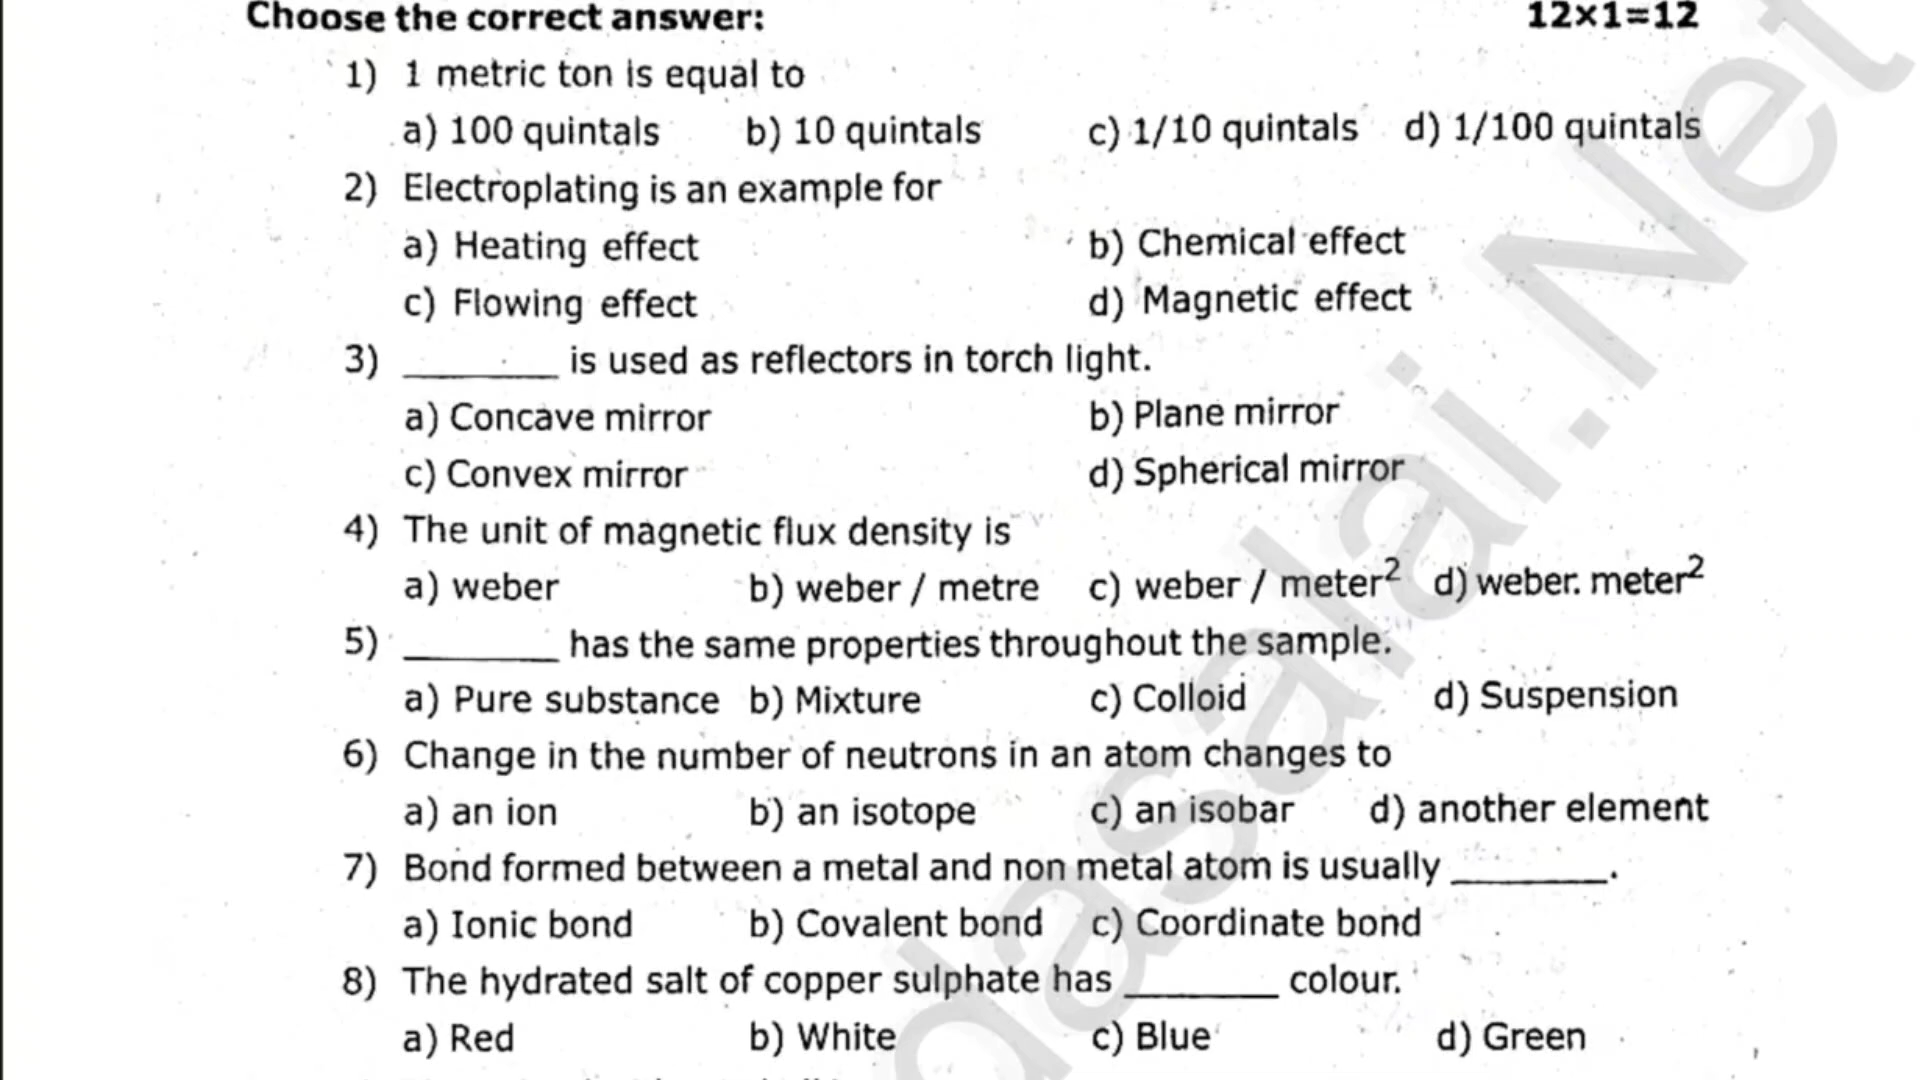 Choose the correct answer: 12x1=12
1) 1 metric ton is equal to
a) 100 quintals b) 10 quintals c) 1/10 quintals d) 1/100 quintals
2) Electroplating is an example for
a) Heating effect b) Chemical effect
c) Flowing effect d) Magnetic effect
3) ________ is used as reflectors in torch light.
a) Concave mirror b) Plane mirror
c) Convex mirror d) Spherical mirror
4) The unit of magnetic flux density is
a) weber b) weber / metre c) weber / meter² d) weber. meter²
5) ________ has the same properties throughout the sample.
a) Pure substance b) Mixture c) Colloid d) Suspension
6) Change in the number of neutrons in an atom changes to
a) an ion b) an isotope c) an isobar d) another element
7) Bond formed between a metal and non metal atom is usually ________.
a) Ionic bond b) Covalent bond c) Coordinate bond
8) The hydrated salt of copper sulphate has ________ colour.
a) Red b) White c) Blue d) Green
dasalai.Net